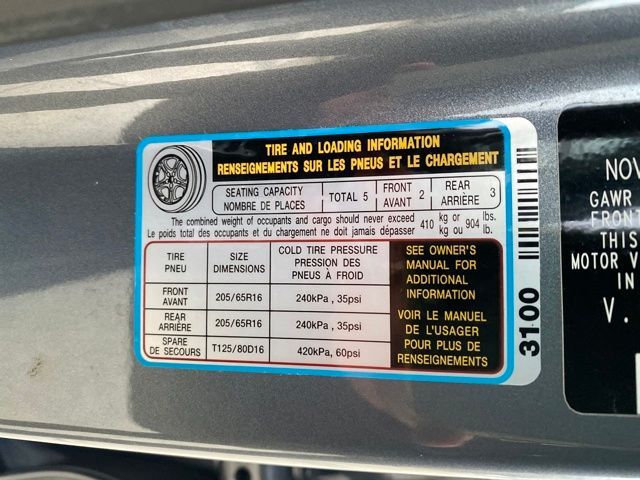 TIRE AND LOADING INFORMATION
RENSEIGNEMENTS SUR LES PNEUS ET LE CHARGEMENT
SEATING CAPACITY
NOMBRE DE PLACES
TOTAL 5
FRONT
AVANT 2
REAR
ARRIÈRE 3
The combined weight of occupants and cargo should never exceed 410 kg or 904 lbs.
Le poids total des occupants et du chargement ne doit jamais dépasser 410 kg ou 904 lb.
TIRE
PNEU
SIZE
DIMENSIONS
COLD TIRE PRESSURE
PRESSION DES
PNEUS À FROID
SEE OWNER'S
MANUAL FOR
ADDITIONAL
INFORMATION
FRONT
AVANT
205/65R16
240kPa , 35psi
REAR
ARRIÈRE
205/65R16
240kPa , 35psi
SPARE
DE SECOURS
T125/80D16
420kPa, 60psi
VOIR LE MANUEL
DE L'USAGER
POUR PLUS DE
RENSEIGNEMENTS
3100
NOV
GAWR
FRONT
THIS
MOTOR V
IN
V.